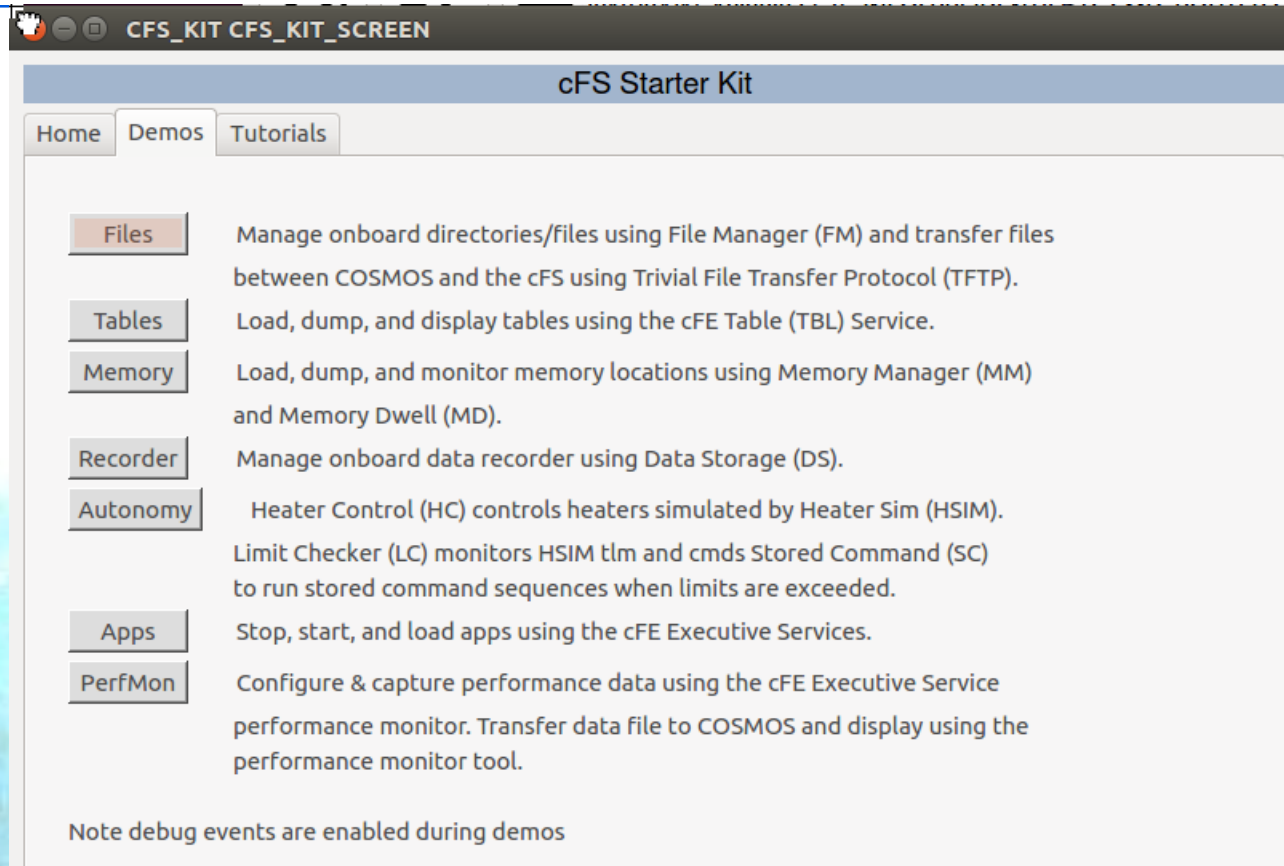 CFS_KIT CFS_KIT_SCREEN
cFS Starter Kit
Home Demos Tutorials
Files Manage onboard directories/files using File Manager (FM) and transfer files
between COSMOS and the cFS using Trivial File Transfer Protocol (TFTP).
Tables Load, dump, and display tables using the cFE Table (TBL) Service.
Memory Load, dump, and monitor memory locations using Memory Manager (MM)
and Memory Dwell (MD).
Recorder Manage onboard data recorder using Data Storage (DS).
Autonomy Heater Control (HC) controls heaters simulated by Heater Sim (HSIM).
Limit Checker (LC) monitors HSIM tlm and cmds Stored Command (SC)
to run stored command sequences when limits are exceeded.
Apps Stop, start, and load apps using the cFE Executive Services.
PerfMon Configure & capture performance data using the cFE Executive Service
performance monitor. Transfer data file to COSMOS and display using the
performance monitor tool.
Note debug events are enabled during demos